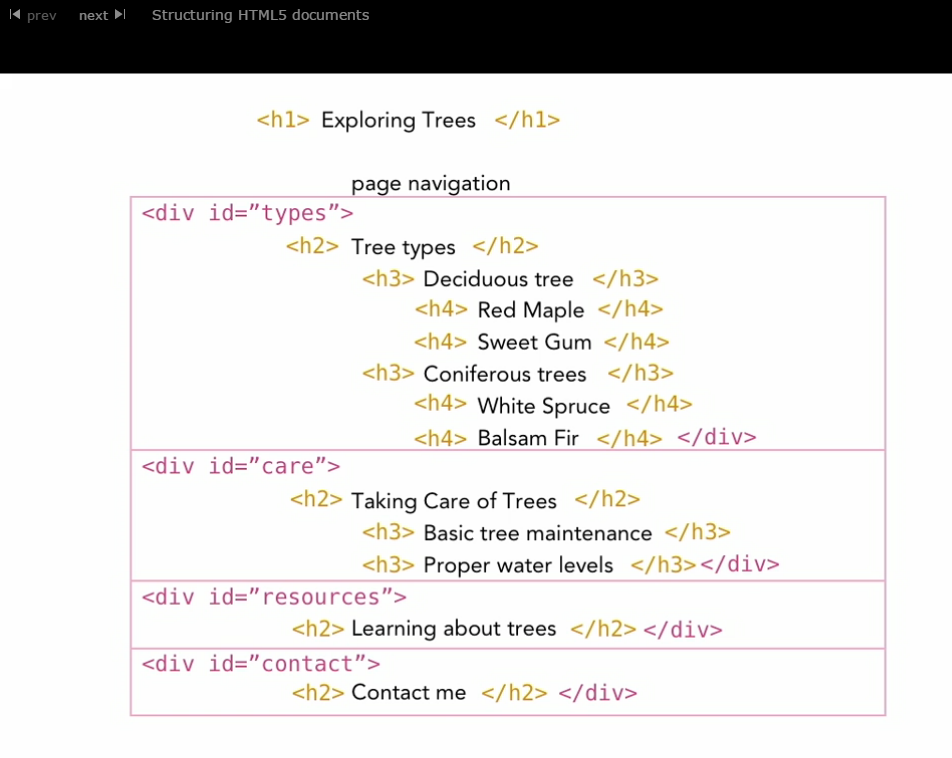 prev next Structuring HTML5 documents
<h1> Exploring Trees </h1>
page navigation
<div id=”types”>
<h2> Tree types </h2>
<h3> Deciduous tree </h3>
<h4> Red Maple </h4>
<h4> Sweet Gum </h4>
<h3> Coniferous trees </h3>
<h4> White Spruce </h4>
<h4> Balsam Fir </h4> </div>
<div id=”care”>
<h2> Taking Care of Trees </h2>
<h3> Basic tree maintenance </h3>
<h3> Proper water levels </h3></div>
<div id=”resources”>
<h2> Learning about trees </h2></div>
<div id=”contact”>
<h2> Contact me </h2> </div>